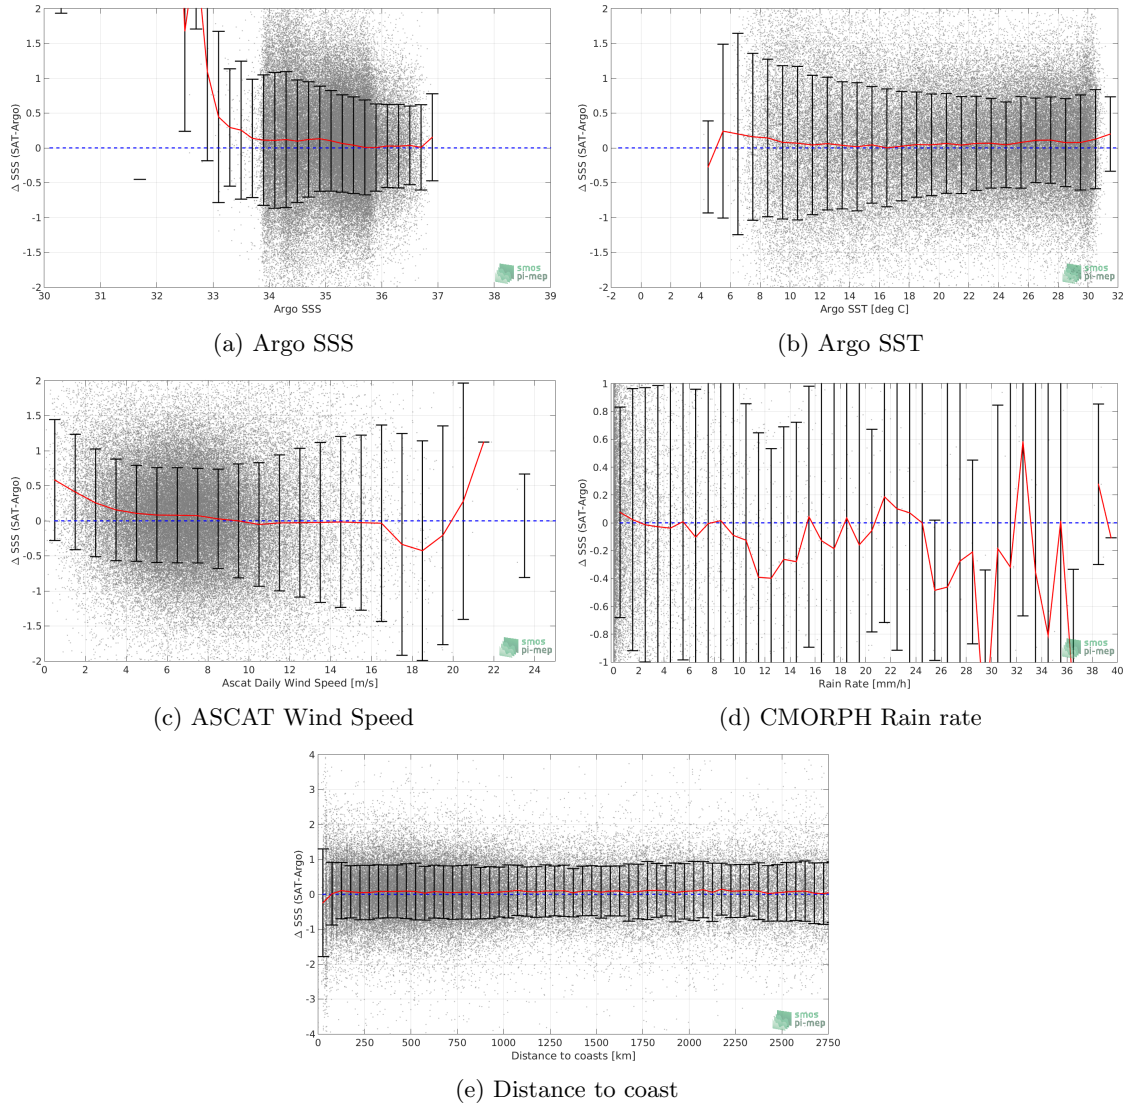 2
1.5
1
0.5
0
-0.5
-1
-1.5
-2
Δ SSS (SAT-Argo)
30 31 32 33 34 35 36 37 38 39
Argo SSS
smos
pi-mep
(a) Argo SSS
2
1.5
1
0.5
0
-0.5
-1
-1.5
-2
Δ SSS (SAT-Argo)
-2 0 2 4 6 8 10 12 14 16 18 20 22 24 26 28 30 32
Argo SST [deg C]
smos
pi-mep
(b) Argo SST
2
1.5
1
0.5
0
-0.5
-1
-1.5
-2
Δ SSS (SAT-Argo)
0 2 4 6 8 10 12 14 16 18 20 22 24
Ascat Daily Wind Speed [m/s]
smos
pi-mep
(c) ASCAT Wind Speed
1
0.8
0.6
0.4
0.2
0
-0.2
-0.4
-0.6
-0.8
-1
Δ SSS (SAT-Argo)
0 2 4 6 8 10 12 14 16 18 20 22 24 26 28 30 32 34 36 38 40
Rain Rate [mm/h]
smos
pi-mep
(d) CMORPH Rain rate
4
3
2
1
0
-1
-2
-3
-4
Δ SSS (SAT-Argo)
0 250 500 750 1000 1250 1500 1750 2000 2250 2500 2750
Distance to coasts [km]
smos
pi-mep
(e) Distance to coast